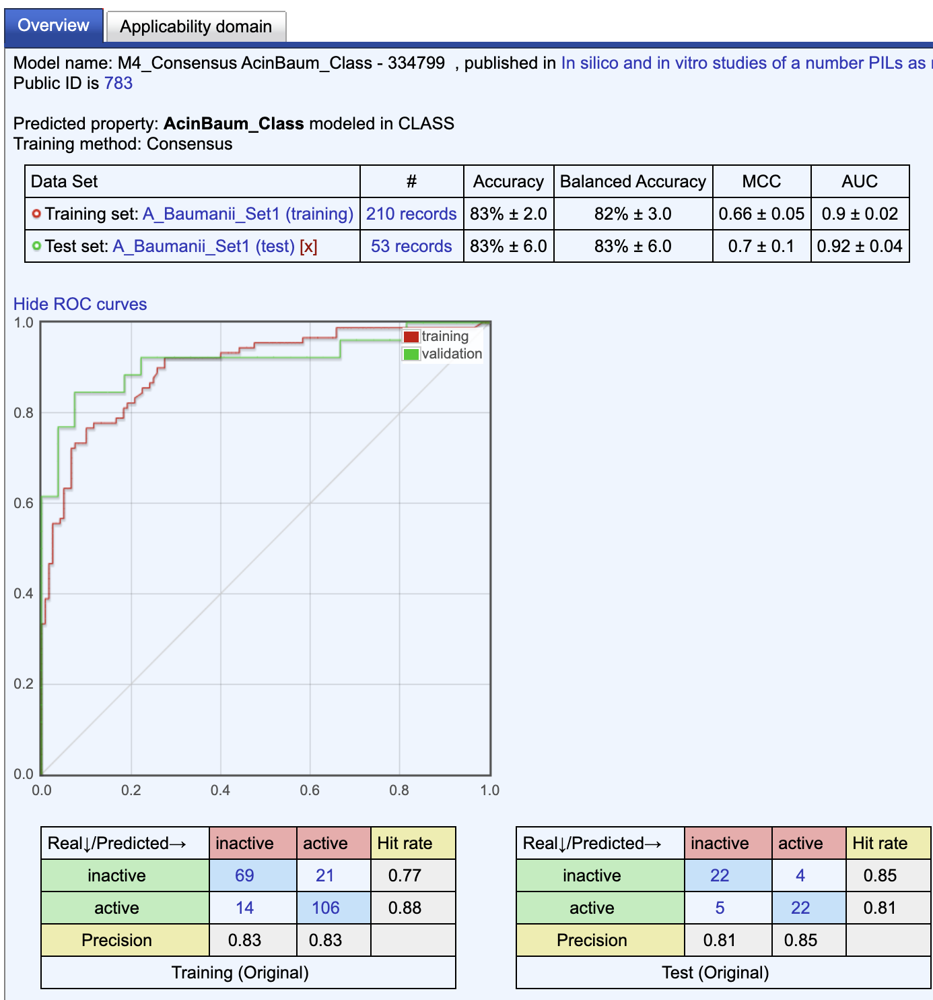 Overview Applicability domain
Model name: M4_Consensus AcinBaum_Class - 334799 , published in In silico and in vitro studies of a number PILs as
Public ID is 783
Predicted property: AcinBaum_Class modeled in CLASS
Training method: Consensus
Data Set # Accuracy Balanced Accuracy MCC AUC
Training set: A_Baumanii_Set1 (training) 210 records 83% ± 2.0 82% ± 3.0 0.66 ± 0.05 0.9 ± 0.02
Test set: A_Baumanii_Set1 (test) [x] 53 records 83% ± 6.0 83% ± 6.0 0.7 ± 0.1 0.92 ± 0.04
Hide ROC curves
1.0
training
validation
0.8
0.6
0.4
0.2
0.0
0.0 0.2 0.4 0.6 0.8 1.0
Real↓/Predicted→ inactive active Hit rate
inactive 69 21 0.77
active 14 106 0.88
Precision 0.83 0.83
Training (Original)
Real↓/Predicted→ inactive active Hit rate
inactive 22 4 0.85
active 5 22 0.81
Precision 0.81 0.85
Test (Original)